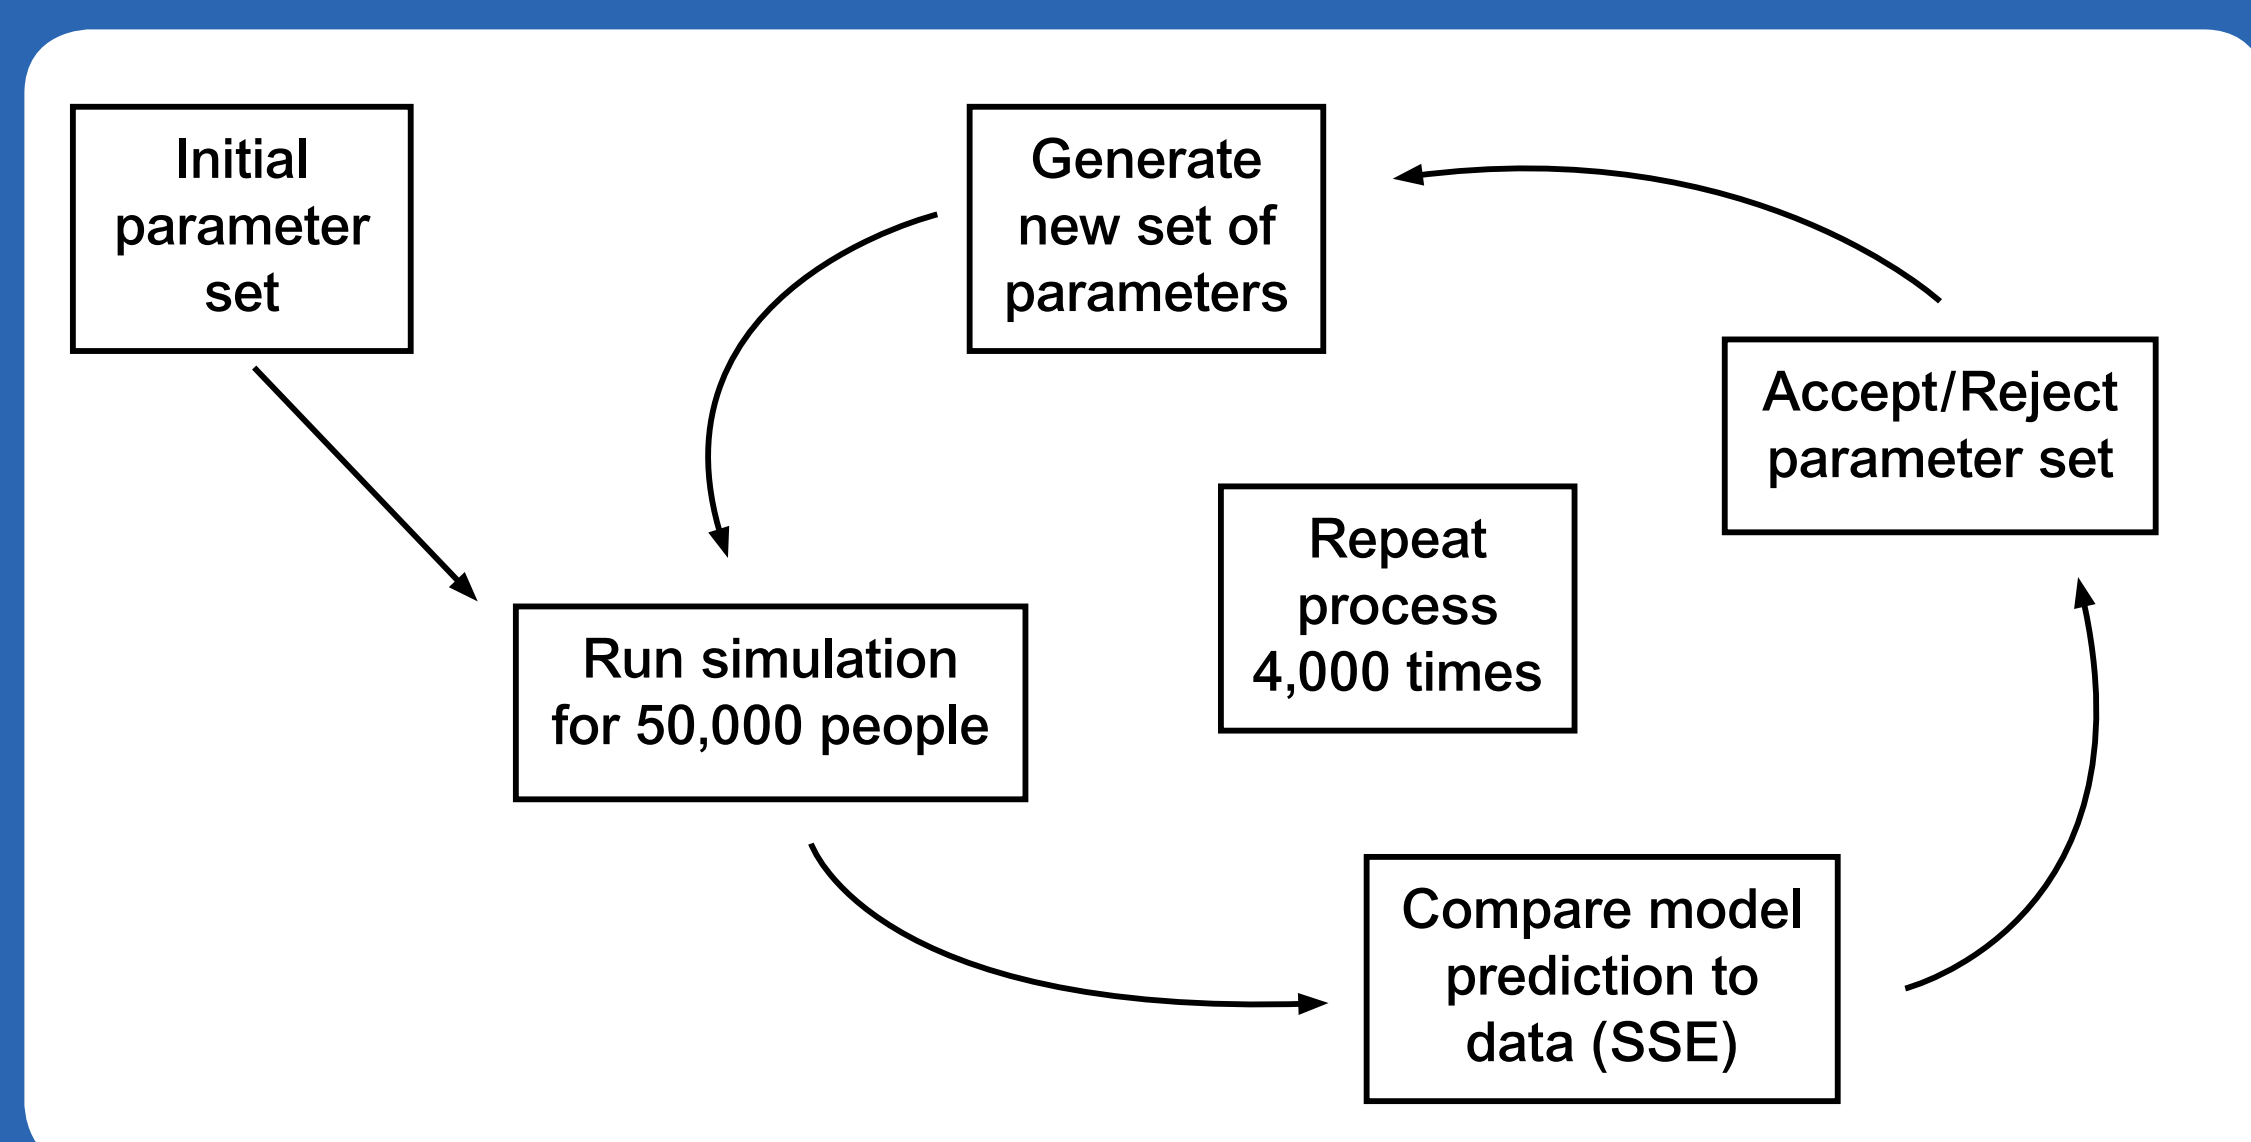 Initial
parameter
set
Generate
new set of
parameters
Accept/Reject
parameter set
Repeat
process
4,000 times
Run simulation
for 50,000 people
Compare model
prediction to
data (SSE)